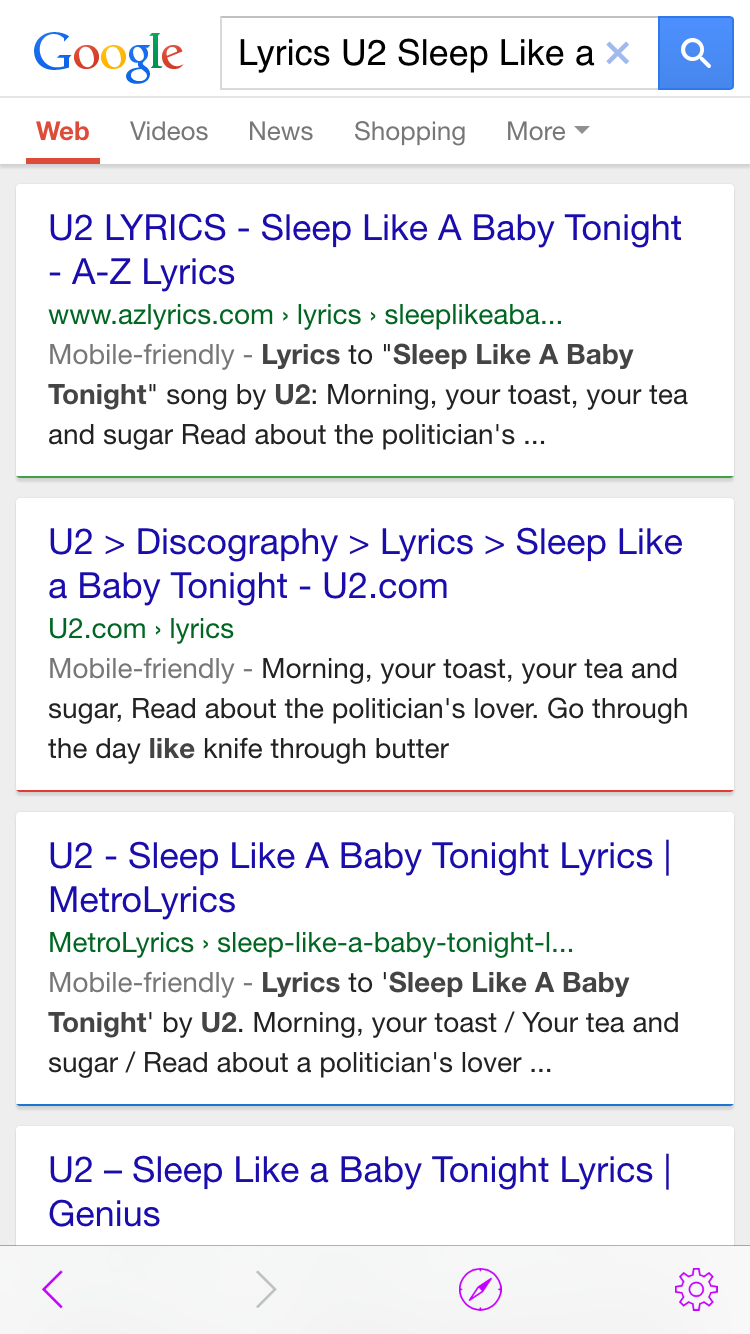 Google
Lyrics U2 Sleep Like a
Web Videos News Shopping More
U2 LYRICS - Sleep Like A Baby Tonight
- A-Z Lyrics
www.azlyrics.com › lyrics › sleeplikeaba...
Mobile-friendly - Lyrics to "Sleep Like A Baby
Tonight" song by U2: Morning, your toast, your tea
and sugar Read about the politician's ...
U2 > Discography > Lyrics > Sleep Like
a Baby Tonight - U2.com
U2.com › lyrics
Mobile-friendly - Morning, your toast, your tea and
sugar, Read about the politician's lover. Go through
the day like knife through butter
U2 - Sleep Like A Baby Tonight Lyrics |
MetroLyrics
MetroLyrics › sleep-like-a-baby-tonight-l...
Mobile-friendly - Lyrics to 'Sleep Like A Baby
Tonight' by U2. Morning, your toast / Your tea and
sugar / Read about a politician's lover ...
U2 – Sleep Like a Baby Tonight Lyrics |
Genius